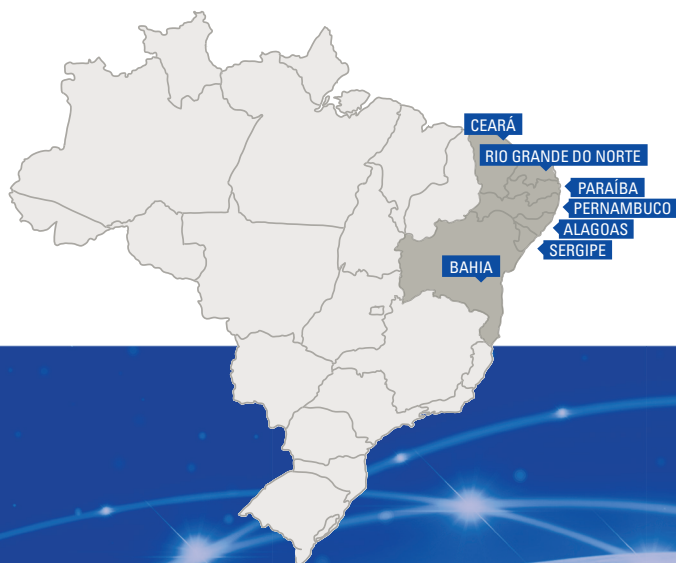 CEARÁ
RIO GRANDE DO NORTE
PARAÍBA
PERNAMBUCO
ALAGOAS
SERGIPE
BAHIA